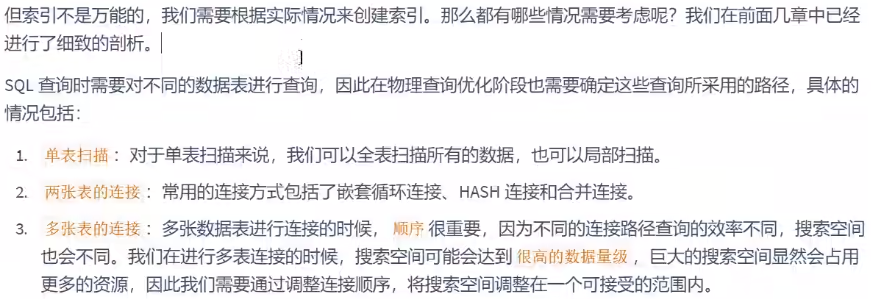 但索引不是万能的，我们需要根据实际情况来创建索引。那么都有哪些情况需要考虑呢？我们在前面几章中已经
进行了细致的剖析。
SQL 查询时需要对不同的数据表进行查询，因此在物理查询优化阶段也需要确定这些查询所采用的路径，具体的
情况包括：
1. 单表扫描：对于单表扫描来说，我们可以全表扫描所有的数据，也可以局部扫描。
2. 两张表的连接：常用的连接方式包括了嵌套循环连接、HASH 连接和合并连接。
3. 多张表的连接：多张数据表进行连接的时候，顺序很重要，因为不同的连接路径查询的效率不同，搜索空间
也会不同。我们在进行多表连接的时候，搜索空间可能会达到很高的数据量级，巨大的搜索空间显然会占用
更多的资源，因此我们需要通过调整连接顺序，将搜索空间调整在一个可接受的范围内。